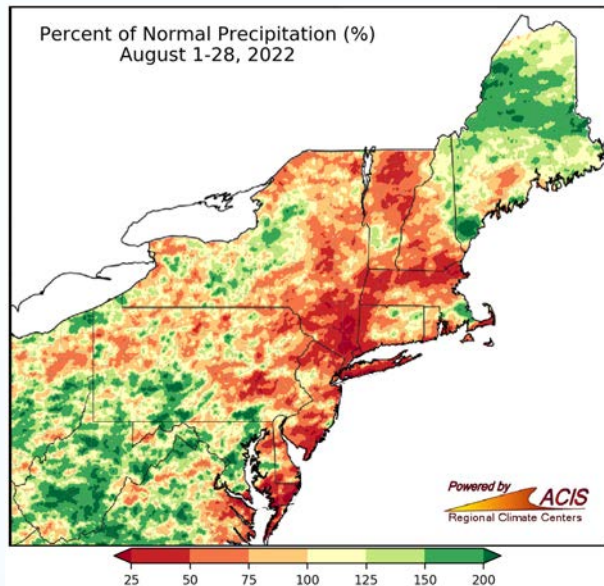 Percent of Normal Precipitation (%)
August 1-28, 2022
Powered by
ACIS
Regional Climate Centers
25 50 75 100 125 150 200